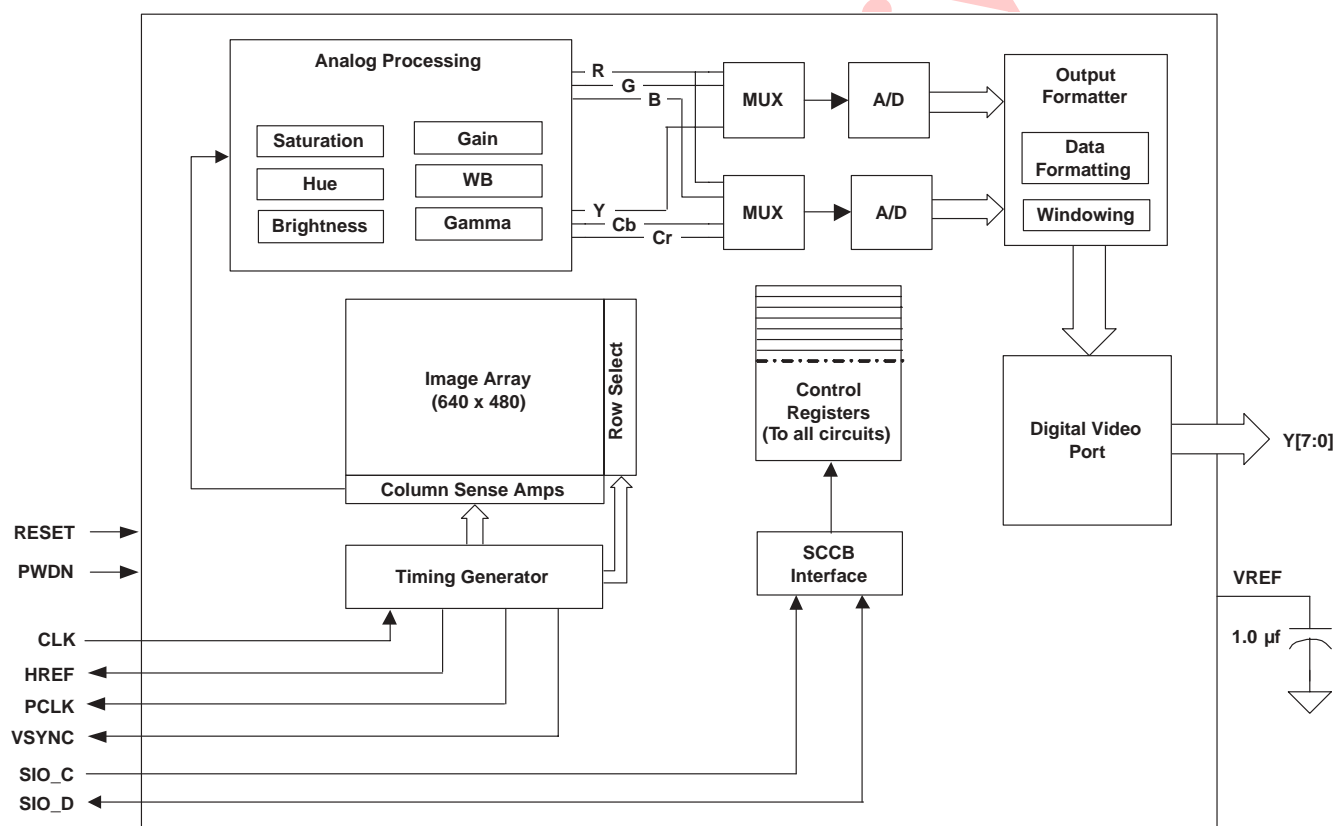 Analog Processing
Saturation
Hue
Brightness
Gain
WB
Gamma
R
G
B
Y
Cb
Cr
MUX
A/D
MUX
A/D
Output
Formatter
Data
Formatting
Windowing
Image Array
(640 x 480)
Row Select
Column Sense Amps
Timing Generator
Control
Registers
(To all circuits)
SCCB
Interface
Digital Video
Port
Y[7:0]
VREF
1.0 µf
RESET
PWDN
CLK
HREF
PCLK
VSYNC
SIO_C
SIO_D